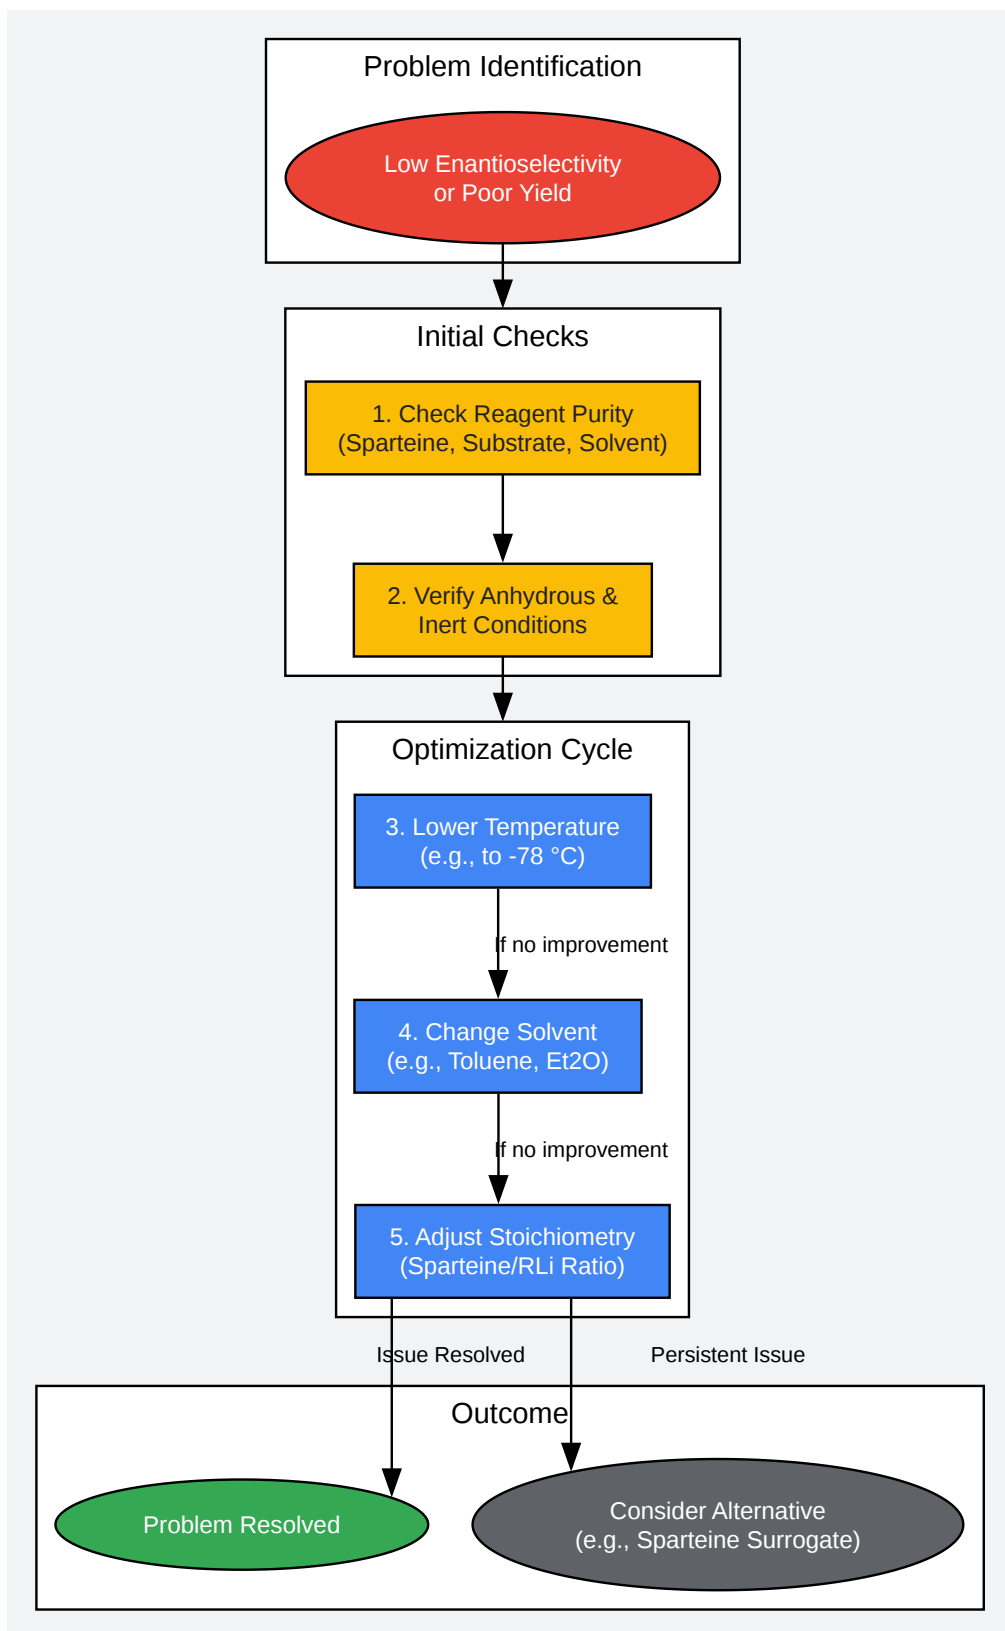 Problem Identification
Low Enantioselectivity
or Poor Yield
Initial Checks
1. Check Reagent Purity
(Sparteine, Substrate, Solvent)
2. Verify Anhydrous &
Inert Conditions
Optimization Cycle
3. Lower Temperature
(e.g., to -78 °C)
If no improvement
4. Change Solvent
(e.g., Toluene, Et2O)
If no improvement
5. Adjust Stoichiometry
(Sparteine/RLi Ratio)
Issue Resolved
Persistent Issue
Outcome
Problem Resolved
Consider Alternative
(e.g., Sparteine Surrogate)